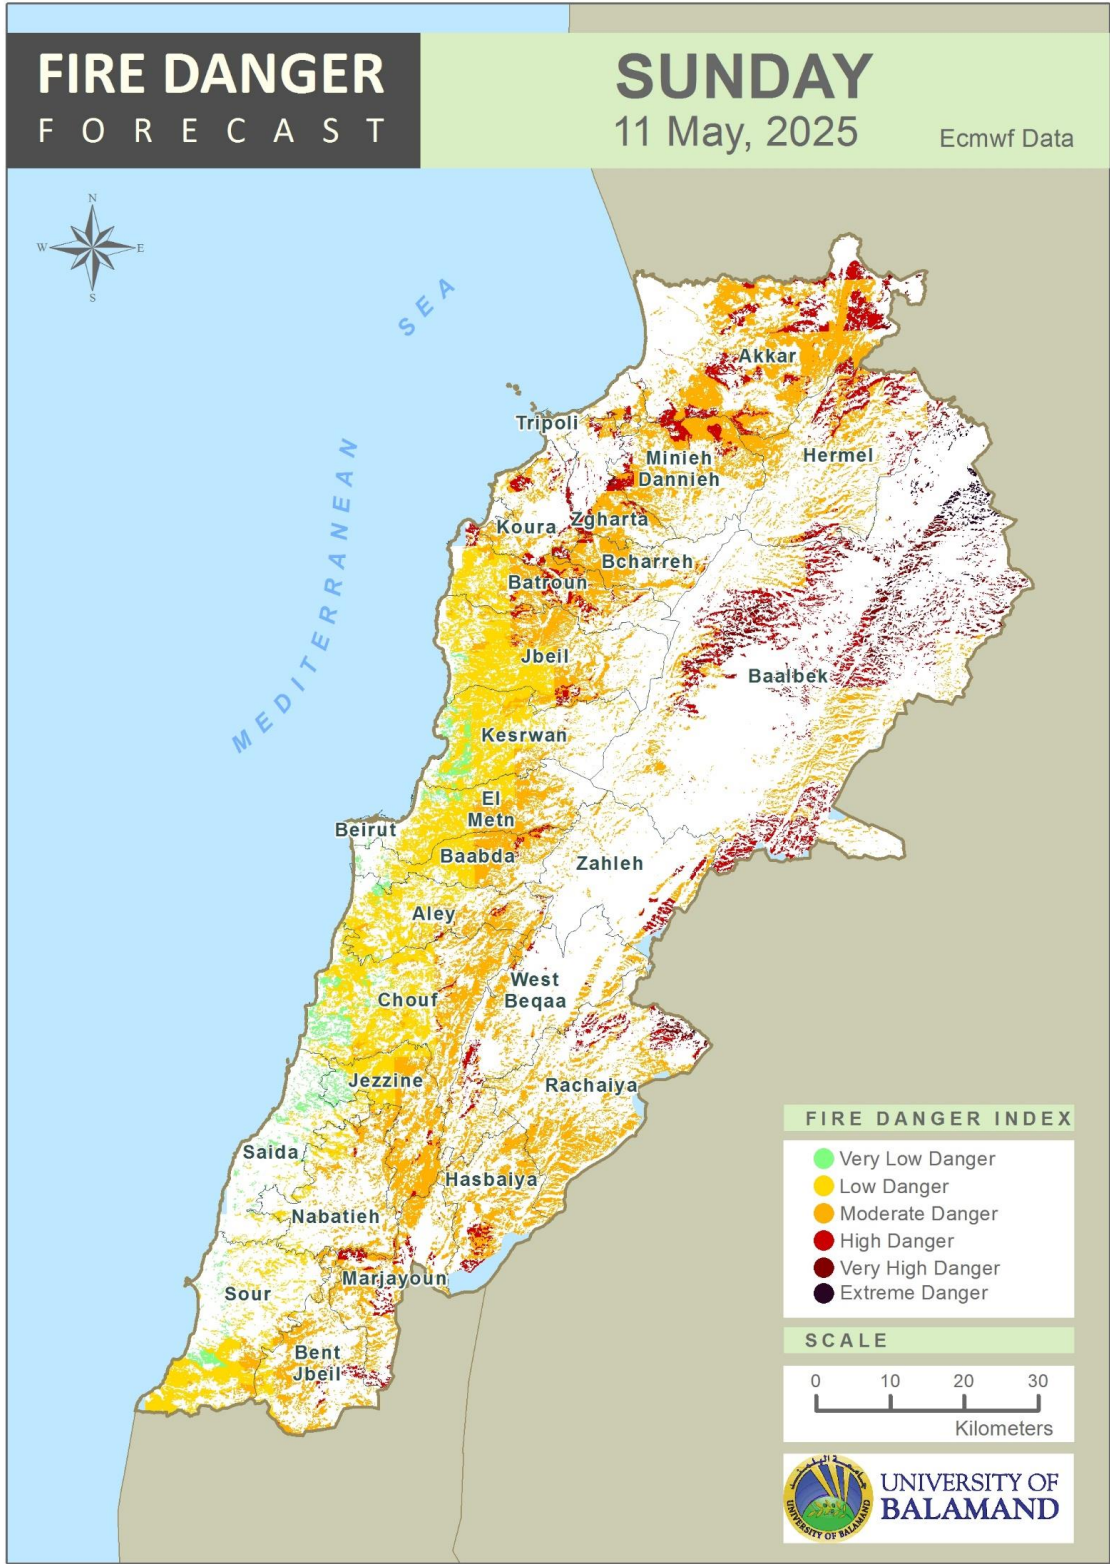 FIRE DANGER
FORECAST
SUNDAY
11 May, 2025
Ecmwf Data
N
W
E
S
SEA
MEDITERRANEAN
Akkar
Tripoli
Hermel
Minieh
Dannieh
Koura
Zgharta
Bcharreh
Batroun
Jbeil
Baalbek
Kesrwan
El
Metn
Beirut
Baabda
Zahleh
Aley
West
Beqaa
Chouf
Jezzine
Rachaiya
Saida
Hasbaiya
Nabatieh
Marjayoun
Sour
Bent
Jbeil
FIRE DANGER INDEX
Very Low Danger
Low Danger
Moderate Danger
High Danger
Very High Danger
Extreme Danger
SCALE
0 10 20 30
Kilometers
UNIVERSITY OF
BALAMAND
UNIVERSITY OF BALAMAND